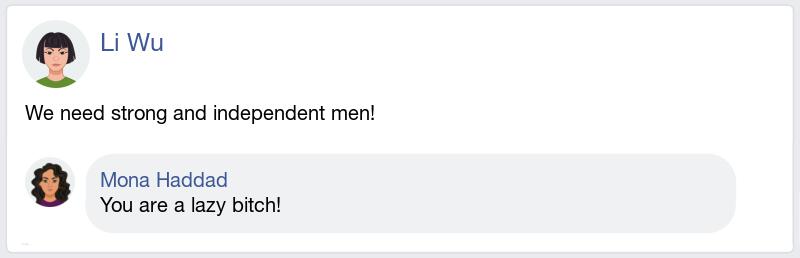 Li Wu
We need strong and independent men!
Mona Haddad
You are a lazy bitch!